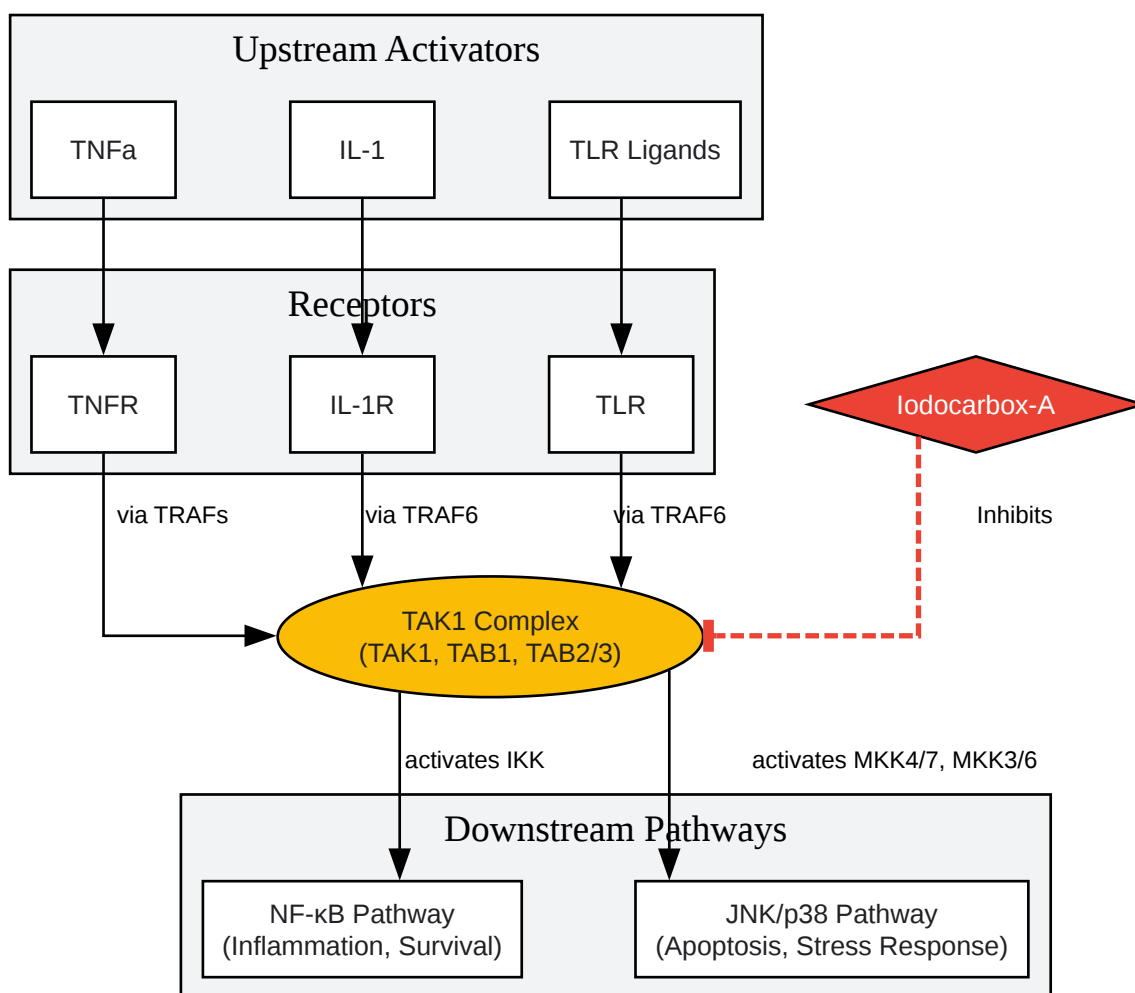 Upstream Activators
TNFa
IL-1
TLR Ligands
Receptors
TNFR
IL-1R
TLR
Iodocarbox-A
via TRAFs
via TRAF6
via TRAF6
Inhibits
TAK1 Complex
(TAK1, TAB1, TAB2/3)
activates IKK
activates MKK4/7, MKK3/6
Downstream Pathways
NF-κB Pathway
(Inflammation, Survival)
JNK/p38 Pathway
(Apoptosis, Stress Response)